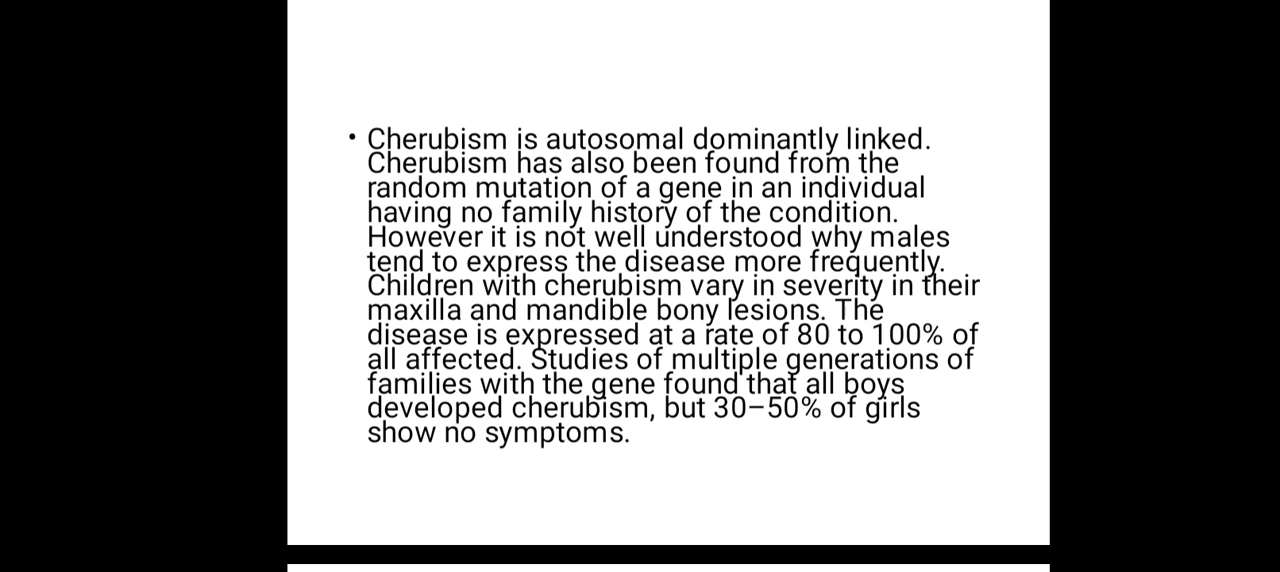 • Cherubism is autosomal dominantly linked.
Cherubism has also been found from the
random mutation of a gene in an individual
having no family history of the condition.
However it is not well understood why males
tend to express the disease more frequently.
Children with cherubism vary in severity in their
maxilla and mandible bony lesions. The
disease is expressed at a rate of 80 to 100% of
all affected. Studies of multiple generations of
families with the gene found that all boys
developed cherubism, but 30–50% of girls
show no symptoms.